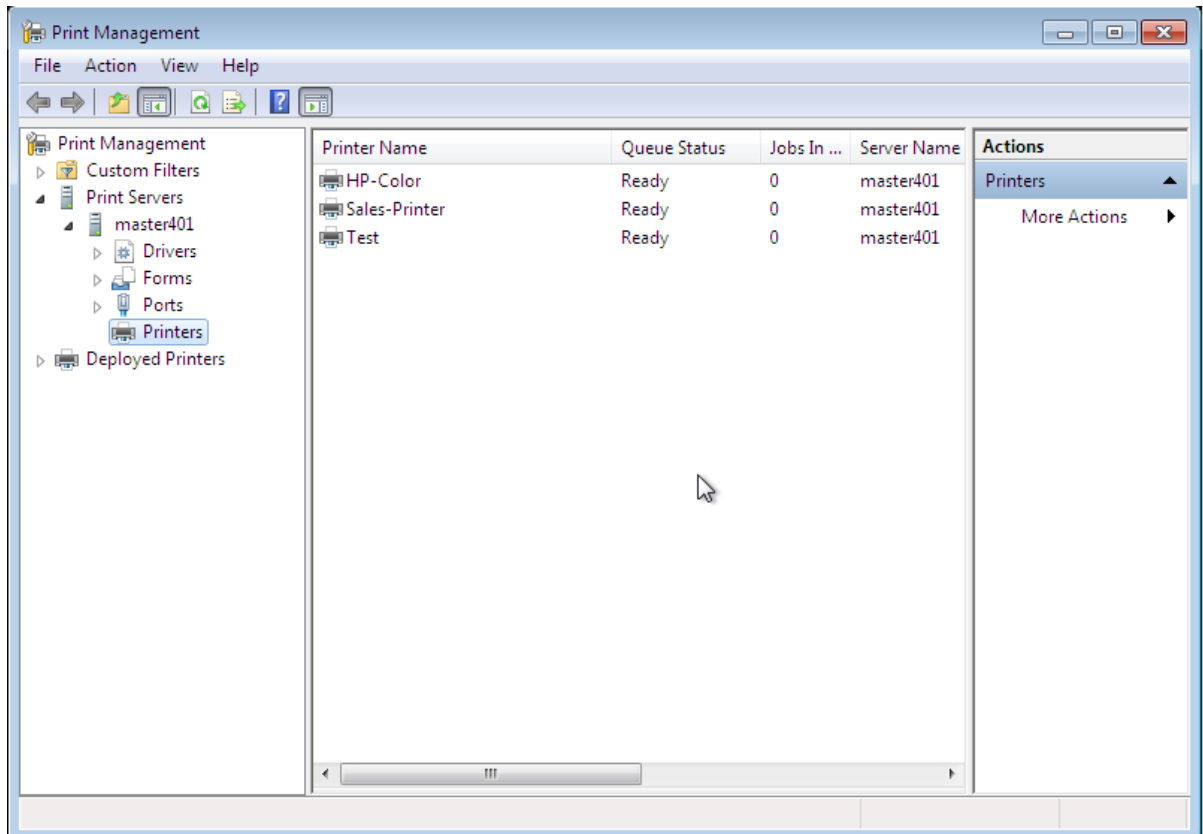 Print Management
File Action View Help
Print Management
Custom Filters
Print Servers
master401
Drivers
Forms
Ports
Printers
Deployed Printers
Printer Name Queue Status Jobs In ... Server Name
HP-Color Ready 0 master401
Sales-Printer Ready 0 master401
Test Ready 0 master401
Actions
Printers
More Actions